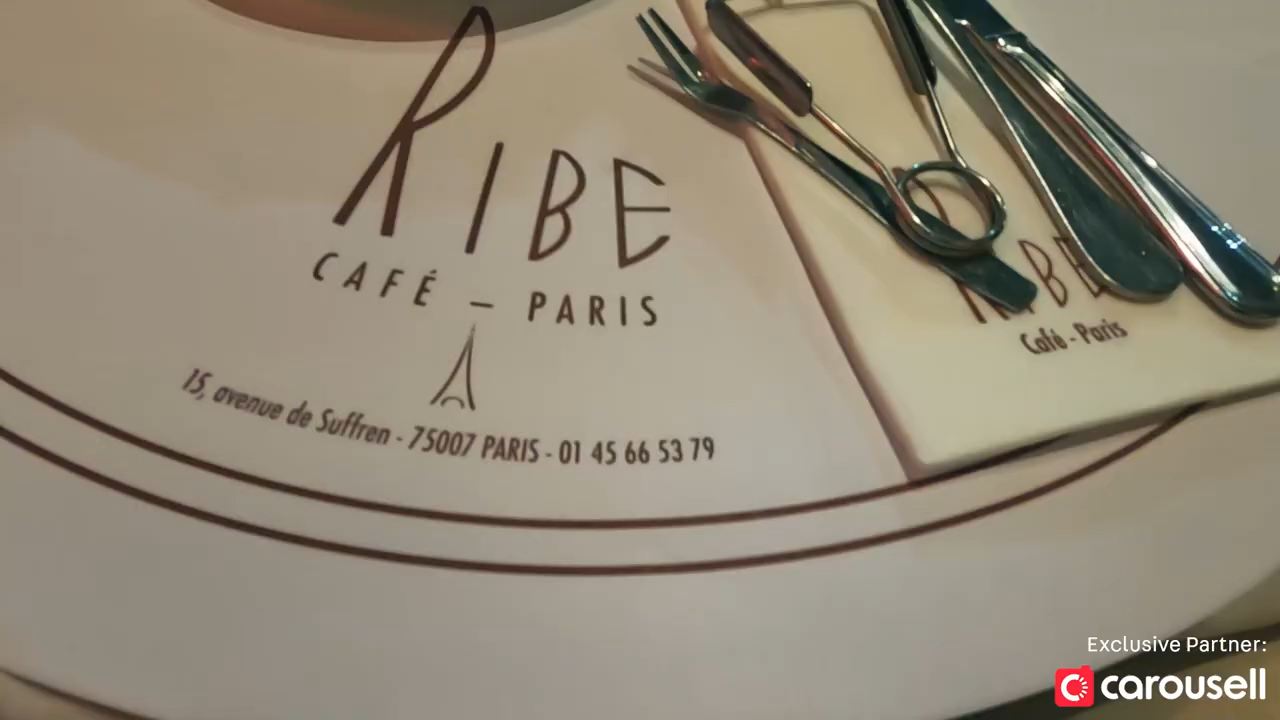 RIBE
CAFÉ – PARIS
15, avenue de Suffren - 75007 PARIS - 01 45 66 53 79
RIBE
Café - Paris
Exclusive Partner:
carousell